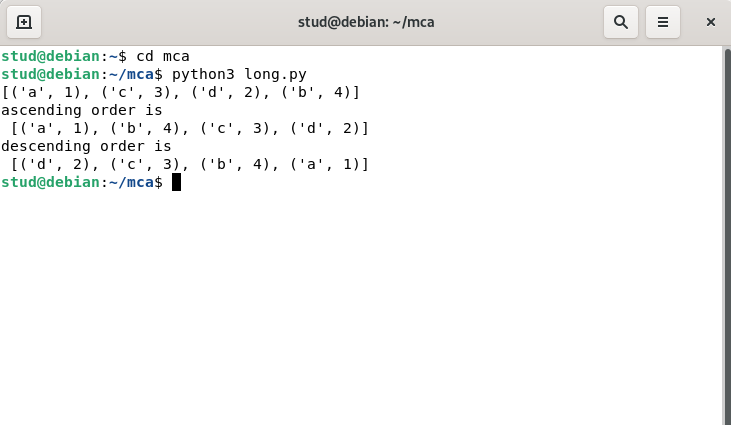 stud@debian: ~/mca
stud@debian:~$ cd mca
stud@debian:~/mca$ python3 long.py
[('a', 1), ('c', 3), ('d', 2), ('b', 4)]
ascending order is
 [('a', 1), ('b', 4), ('c', 3), ('d', 2)]
descending order is
 [('d', 2), ('c', 3), ('b', 4), ('a', 1)]
stud@debian:~/mca$